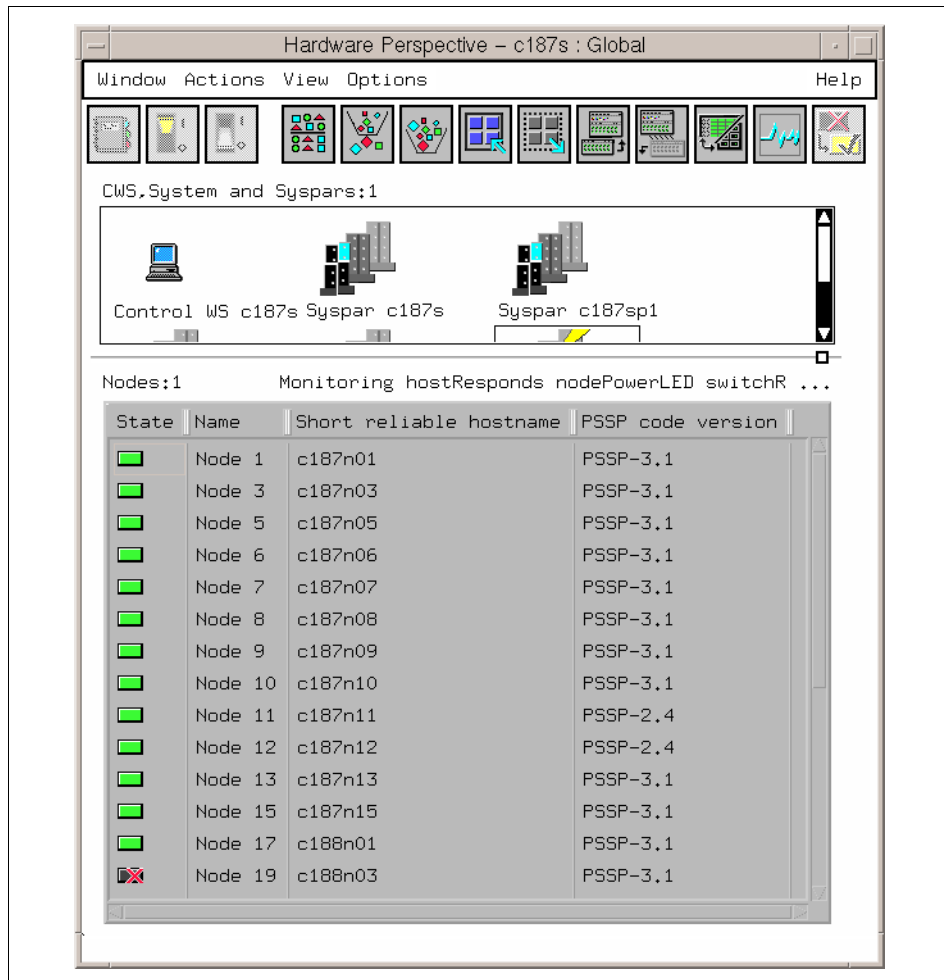 Hardware Perspective – c187s : Global
Window Actions View Options Help
CWS,System and Syspars:1
Control WS c187s Syspar c187s Syspar c187sp1
Nodes:1 Monitoring hostResponds nodePowerLED switchR ...
State Name Short reliable hostname PSSP code version
Node 1 c187n01 PSSP-3.1
Node 3 c187n03 PSSP-3.1
Node 5 c187n05 PSSP-3.1
Node 6 c187n06 PSSP-3.1
Node 7 c187n07 PSSP-3.1
Node 8 c187n08 PSSP-3.1
Node 9 c187n09 PSSP-3.1
Node 10 c187n10 PSSP-3.1
Node 11 c187n11 PSSP-2.4
Node 12 c187n12 PSSP-2.4
Node 13 c187n13 PSSP-3.1
Node 15 c187n15 PSSP-3.1
Node 17 c188n01 PSSP-3.1
Node 19 c188n03 PSSP-3.1